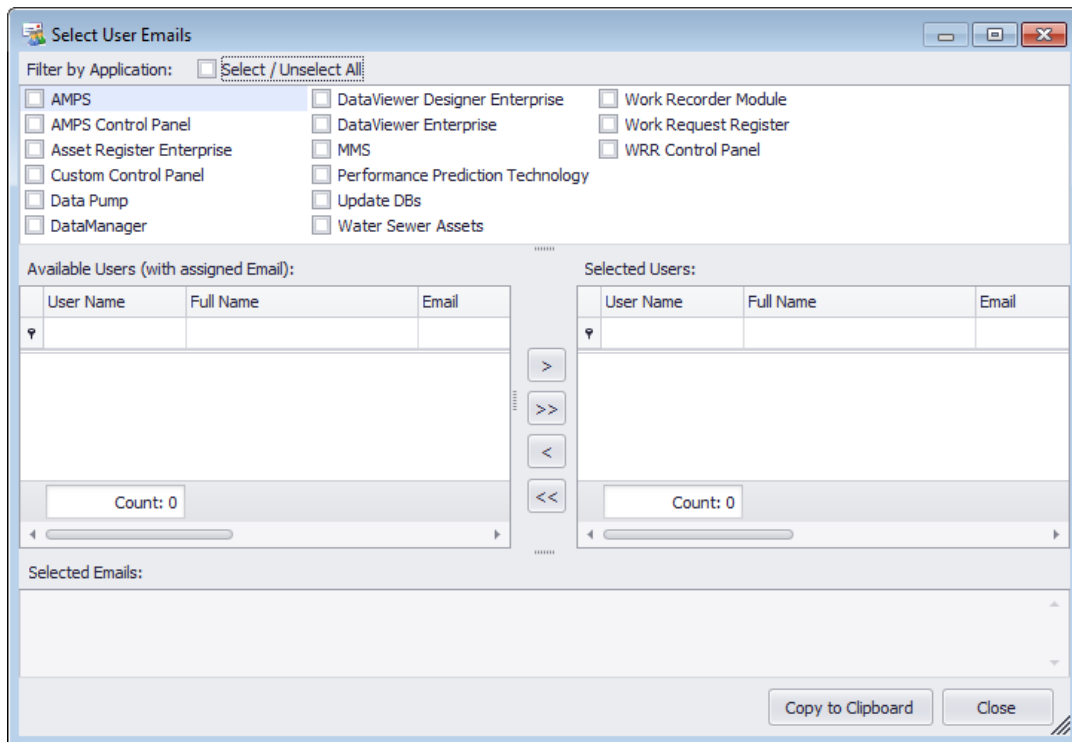 Select User Emails
Filter by Application: Select / Unselect All
AMPS DataViewer Designer Enterprise Work Recorder Module
AMPS Control Panel DataViewer Enterprise Work Request Register
Asset Register Enterprise MMS WRR Control Panel
Custom Control Panel Performance Prediction Technology
Data Pump Update DBs
DataManager Water Sewer Assets
Available Users (with assigned Email): Selected Users:
User Name Full Name Email User Name Full Name Email
>
>>
<
<<
Count: 0 Count: 0
Selected Emails:
Copy to Clipboard Close